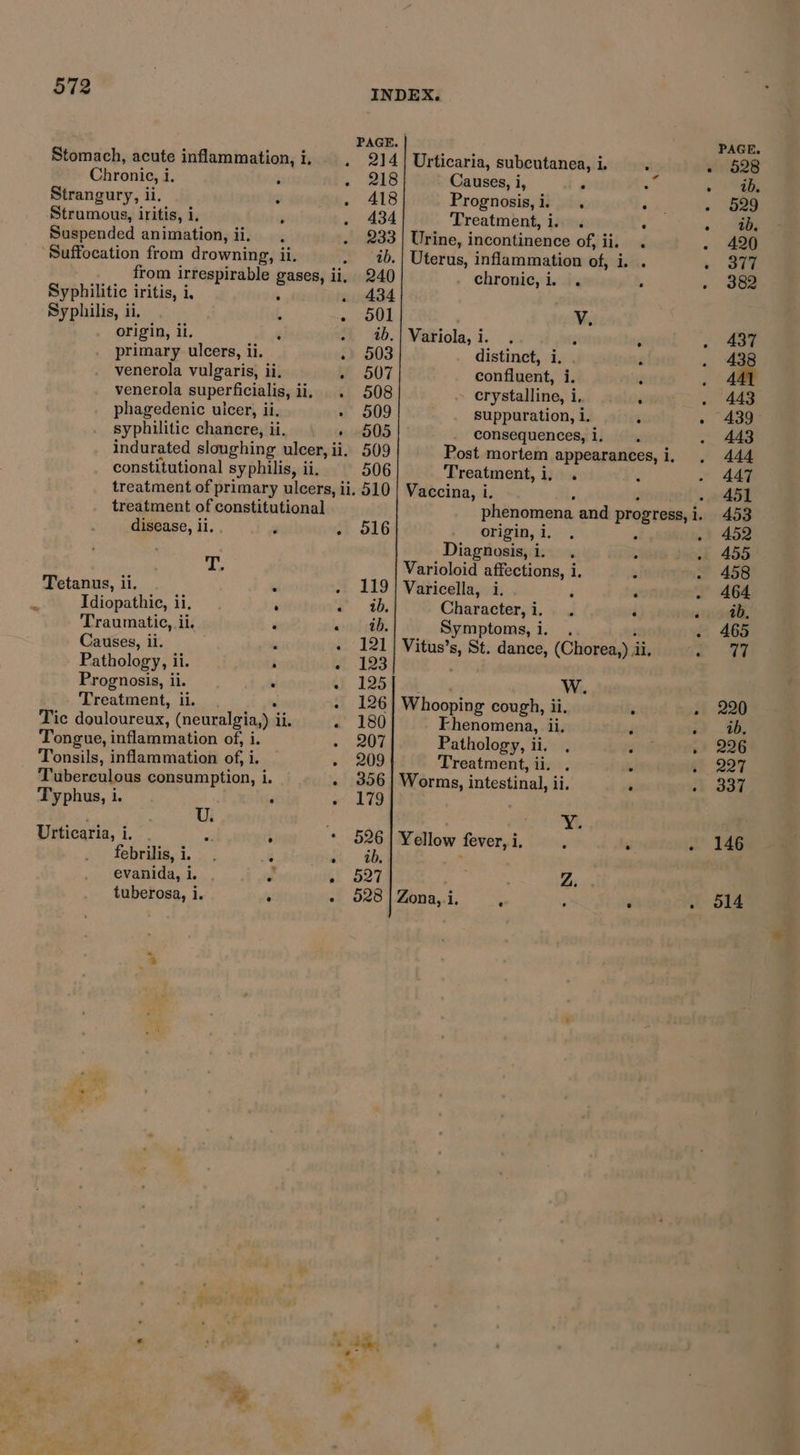 572
INDEX.
PAGE.
Stomach, acute inflammation, i. . 214
Chronic, i. . . 218
Strangury, ii. . . 418
Strumous, iritis, i. . . 434
Suspended animation, ii. . . 233
Suffocation from drowning, ii. . ib.
from irrespirable gases, ii. 240
Syphilitic iritis, i. . . 434
Syphilis, ii. . . 501
origin, ii. . . ib.
primary ulcers, ii. . 503
venerola vulgaris, ii. . 507
venerola superficialis, ii. . 508
phagedenic ulcer, ii. . 509
syphilitic chancre, ii. . 505
indurated sloughing ulcer, ii. 509
constitutional syphilis, ii. . 506
treatment of primary ulcers, ii. 510
treatment of constitutional
disease, ii. . . 516
T.
Tetanus, ii. . . 119
Idiopathic, ii. . . ib.
Traumatic, ii. . . ib.
Causes, ii. . . 121
Pathology, ii. . . 123
Prognosis, ii. . . 125
Treatment, ii. . . 126
Tic douloureux, (neuralgia,) ii. . 180
Tongue, inflammation of, i. . 207
Tonsils, inflammation of, i. . 209
Tuberculous consumption, i. . 356
Typhus, i. . . 179
U.
Urticaria, i. . . . 526
febrilis, i. . . . ib.
evanida, i. . . . 527
tuberosa, i. . . 528
PAGE.
Urticaria, subcutanea, i. . . 528
Causes, i, . . . ib.
Prognosis, i. . . . 529
Treatment, i. . . . ib.
Urine, incontinence of, ii. . . 420
Uterus, inflammation of, i. . . 377
chronic, i. . . . 382
V.
Variola, i. . . . 437
distinct, i. . . . 438
confluent, i. . . 441
crystalline, i. . . 443
suppuration, i. . . 439
consequences, i. . . 443
Post mortem appearances, i. . 444
Treatment, i. . . . 447
Vaccina, i. . . . 451
phenomena and progress, i. 453
origin, i. . . . 452
Diagnosis, i. . . . 455
Varioloid affections, i. . . 458
Varicella, i. . . . 464
Character, i. . . . ib.
Symptoms, i. . . . 465
Vitus's, St. dance, (Chorea,) ii. . 77
W.
Whooping cough, ii. . . 220
Phenomena, ii. . . ib.
Pathology, ii. . . . 226
Treatment, ii. . . . 227
Worms, intestinal, ii. . . 337
Y.
Yellow fever, i. . . . 146
Z.
Zona, i. . . . . 514